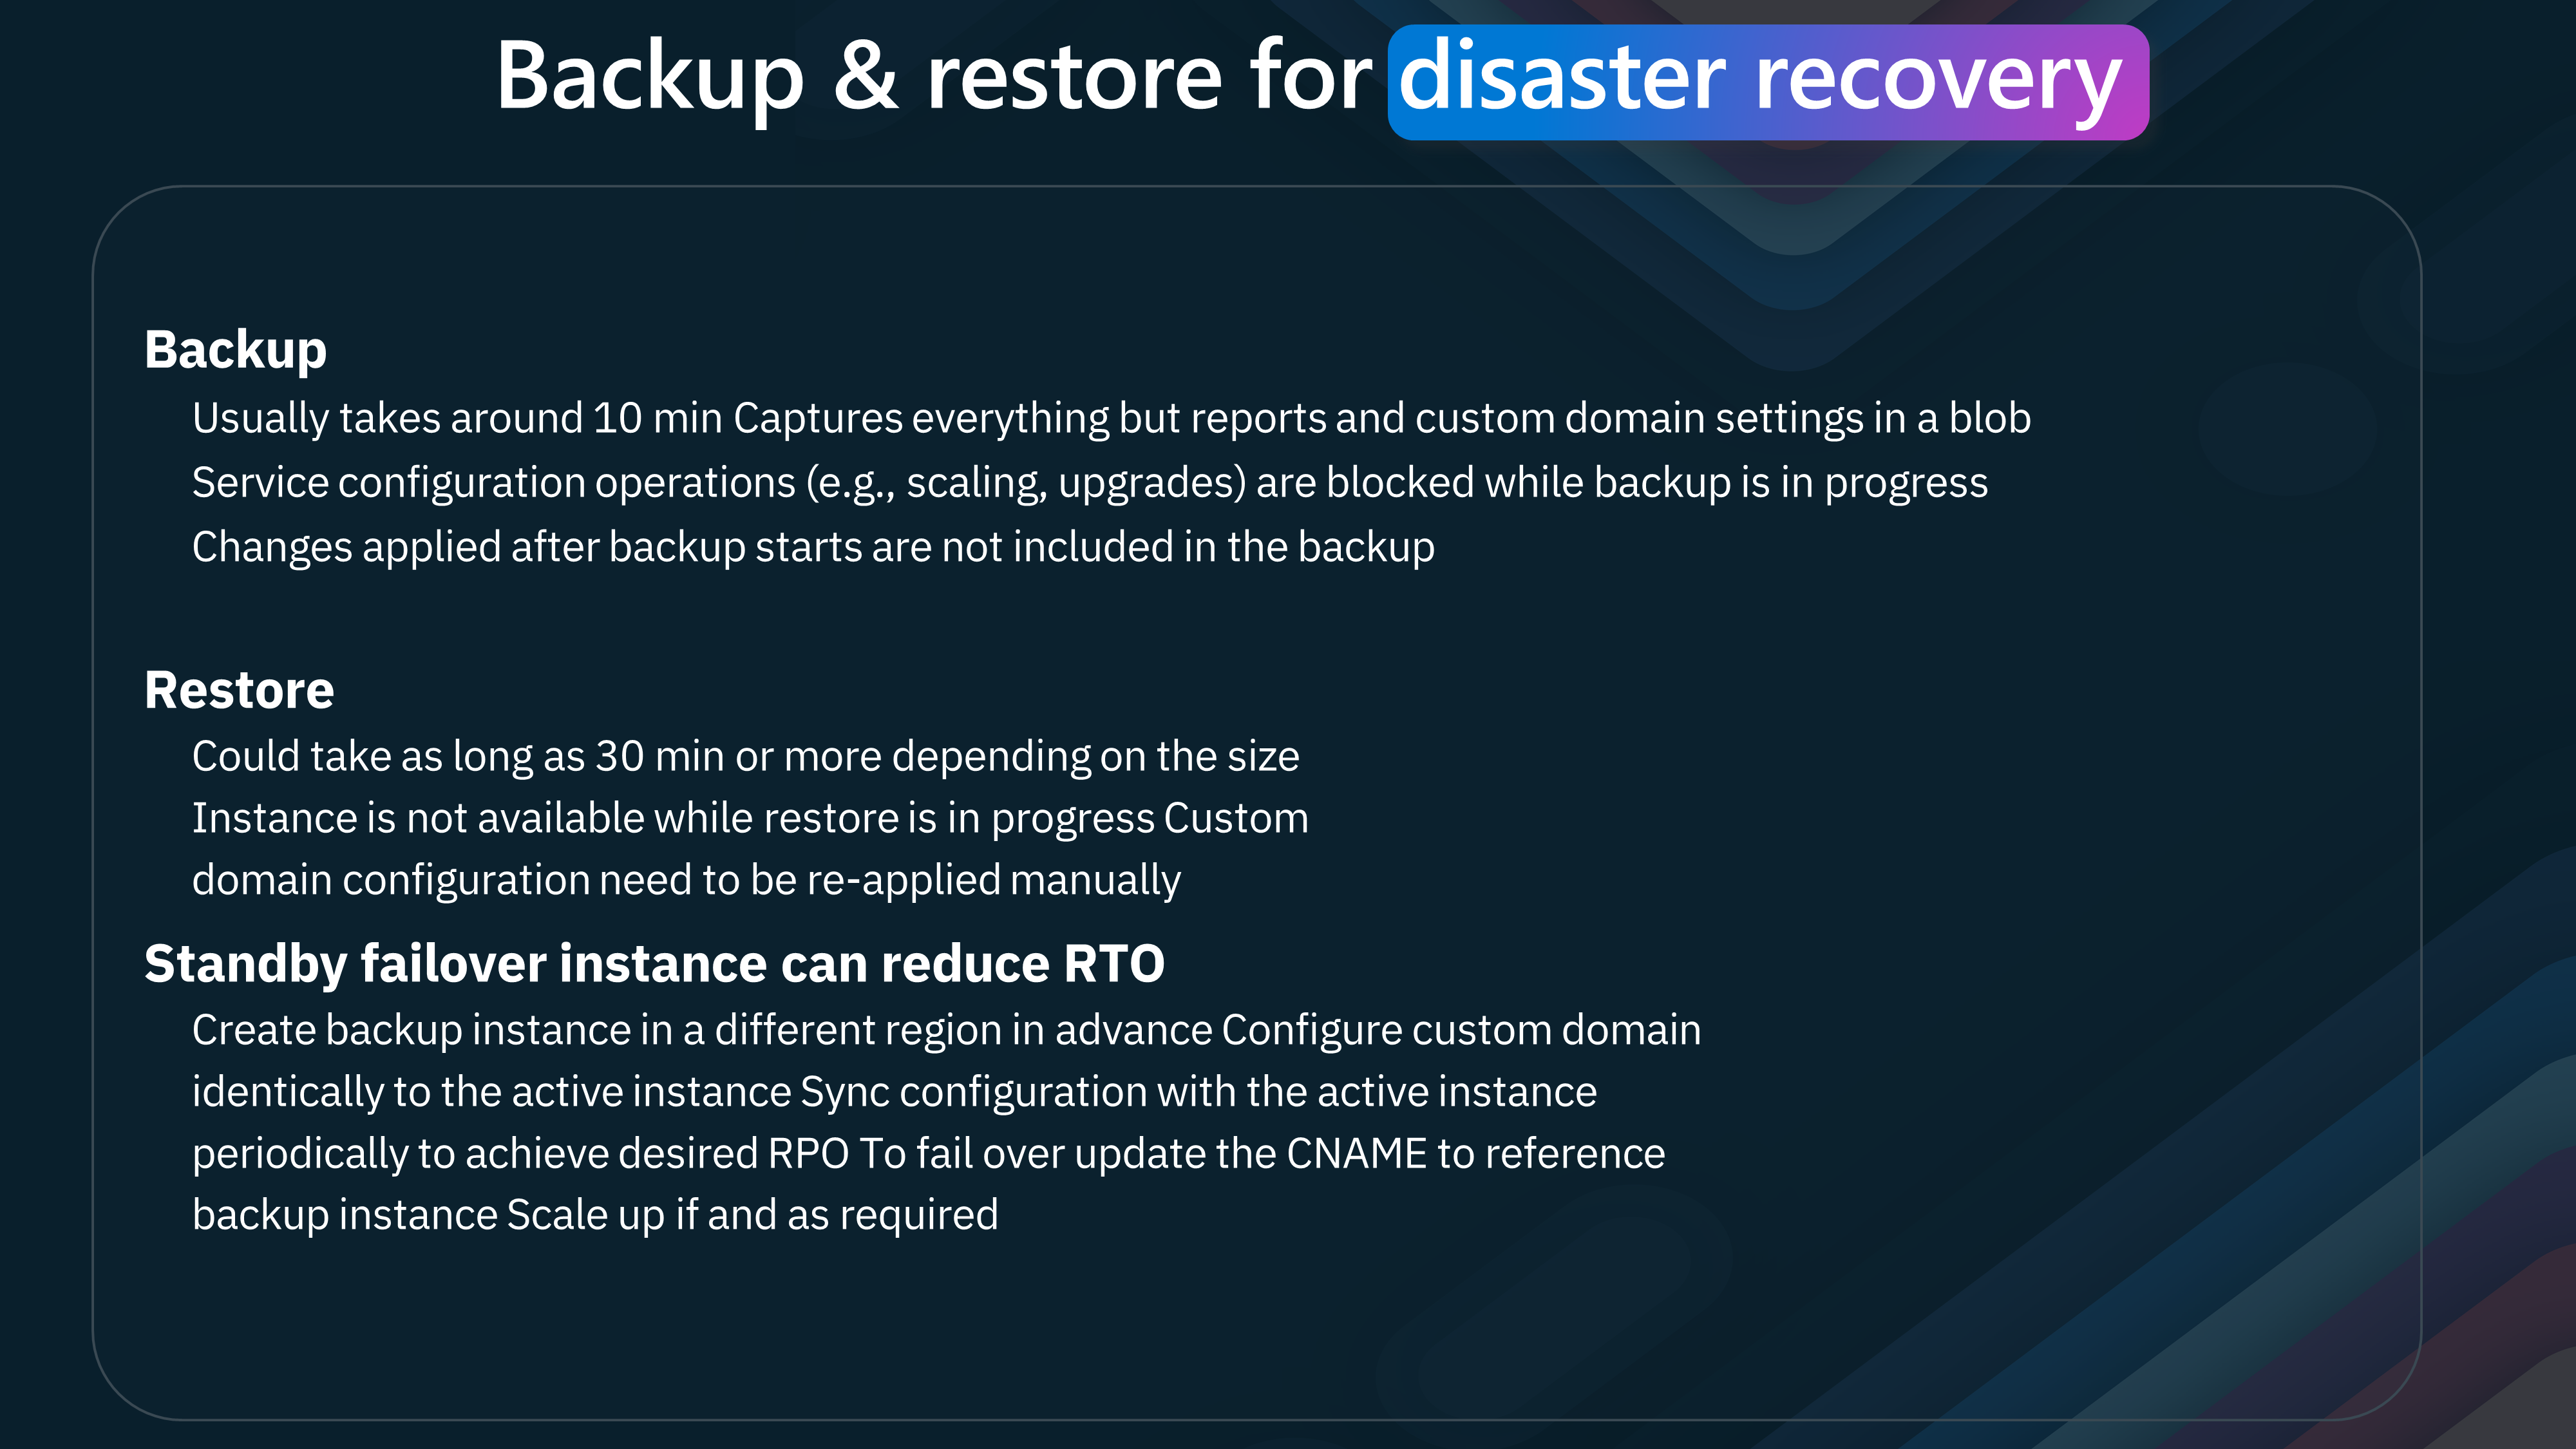 Backup & restore for disaster recovery
Backup
Usually takes around 10 min Captures everything but reports and custom domain settings in a blob
Service configuration operations (e.g., scaling, upgrades) are blocked while backup is in progress
Changes applied after backup starts are not included in the backup
Restore
Could take as long as 30 min or more depending on the size
Instance is not available while restore is in progress Custom
domain configuration need to be re-applied manually
Standby failover instance can reduce RTO
Create backup instance in a different region in advance Configure custom domain
identically to the active instance Sync configuration with the active instance
periodically to achieve desired RPO To fail over update the CNAME to reference
backup instance Scale up if and as required